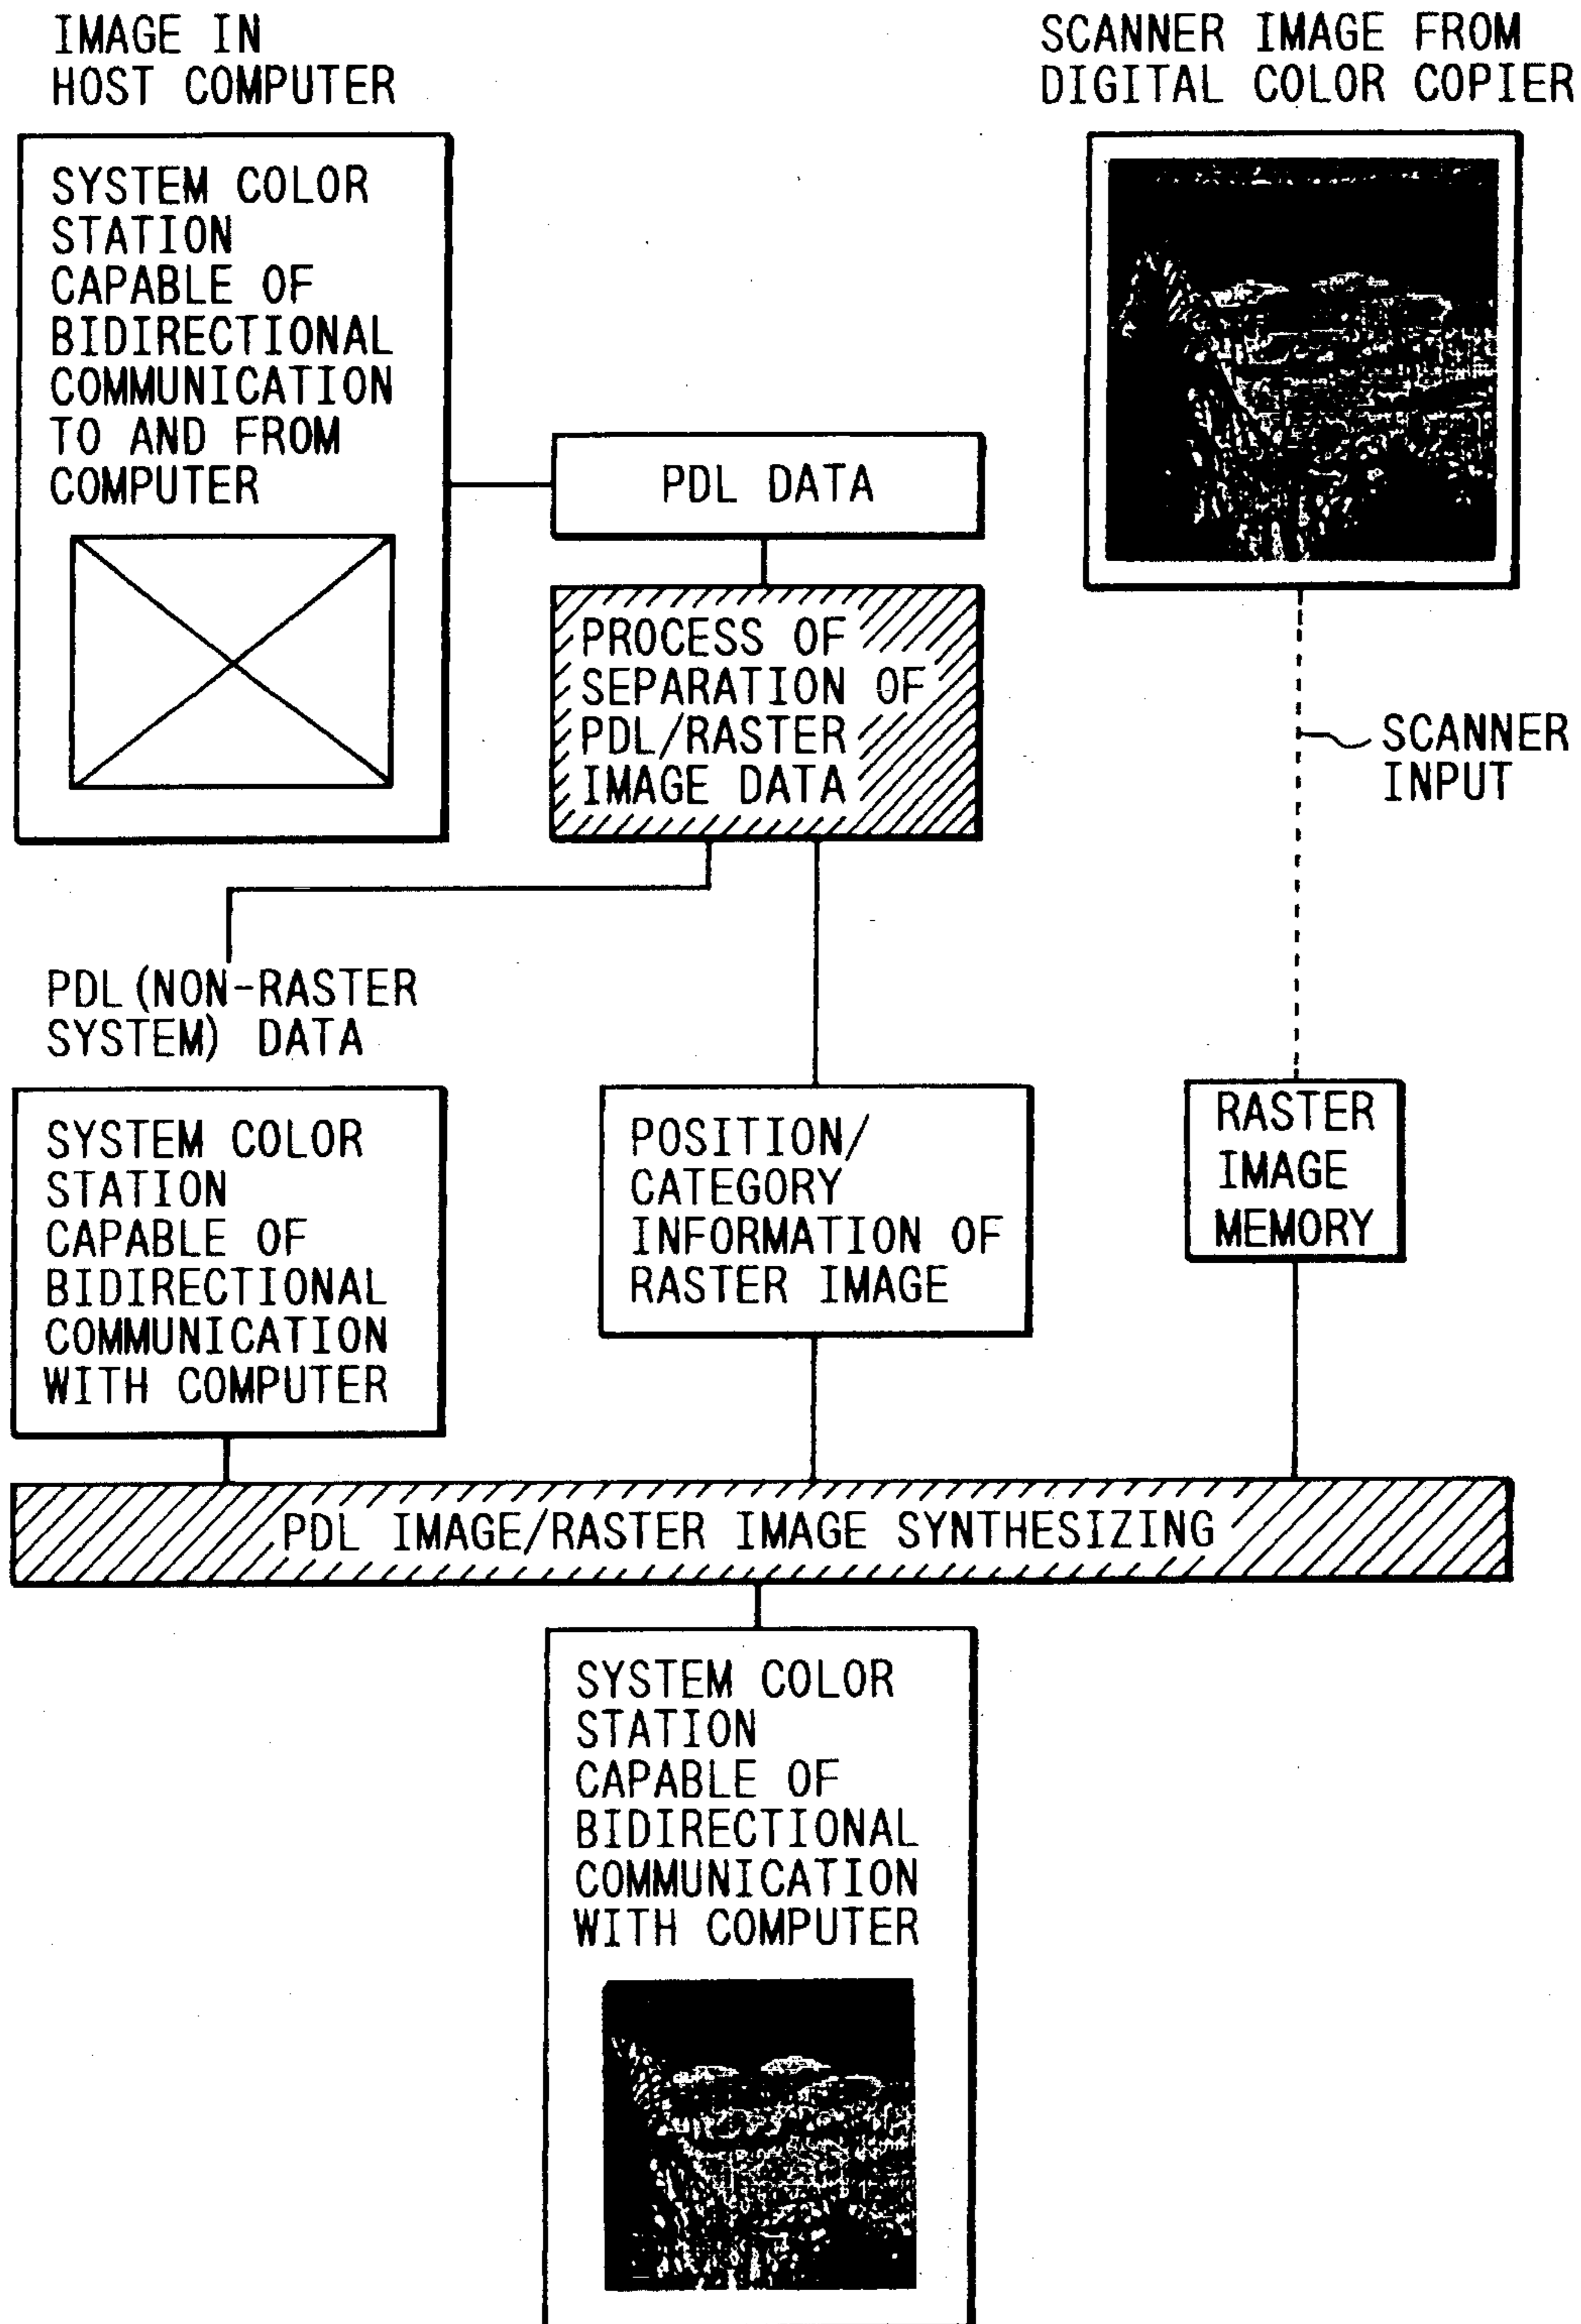 IMAGE IN
HOST COMPUTER
SCANNER IMAGE FROM
DIGITAL COLOR COPIER
SYSTEM COLOR
STATION
CAPABLE OF
BIDIRECTIONAL
COMMUNICATION
TO AND FROM
COMPUTER
PDL DATA
PROCESS OF
SEPARATION OF
PDL/RASTER
IMAGE DATA
SCANNER
INPUT
PDL(NON-RASTER
SYSTEM) DATA
SYSTEM COLOR
STATION
CAPABLE OF
BIDIRECTIONAL
COMMUNICATION
WITH COMPUTER
POSITION/
CATEGORY
INFORMATION OF
RASTER IMAGE
RASTER
IMAGE
MEMORY
PDL IMAGE/RASTER IMAGE SYNTHESIZING
SYSTEM COLOR
STATION
CAPABLE OF
BIDIRECTIONAL
COMMUNICATION
WITH COMPUTER